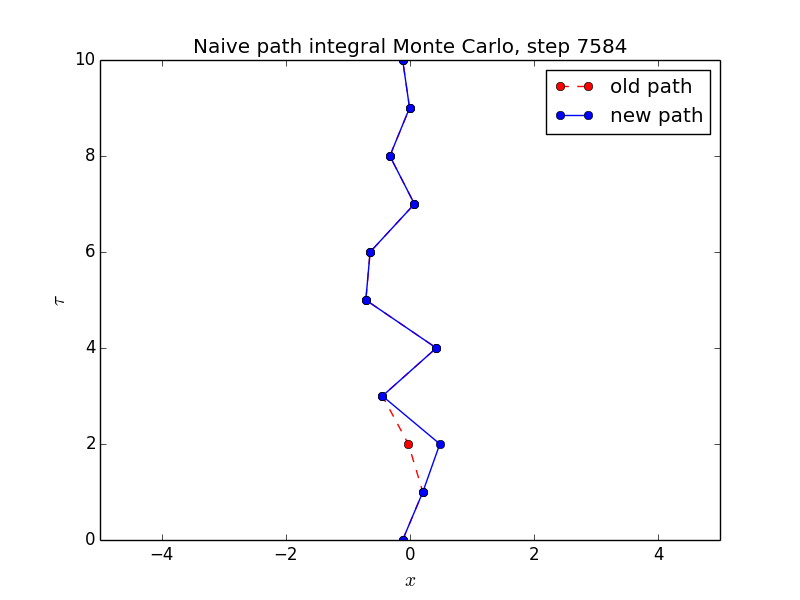 Naive path integral Monte Carlo, step 7584
old path
new path
10
8
6
4
2
0
τ
−4 −2 0 2 4
x